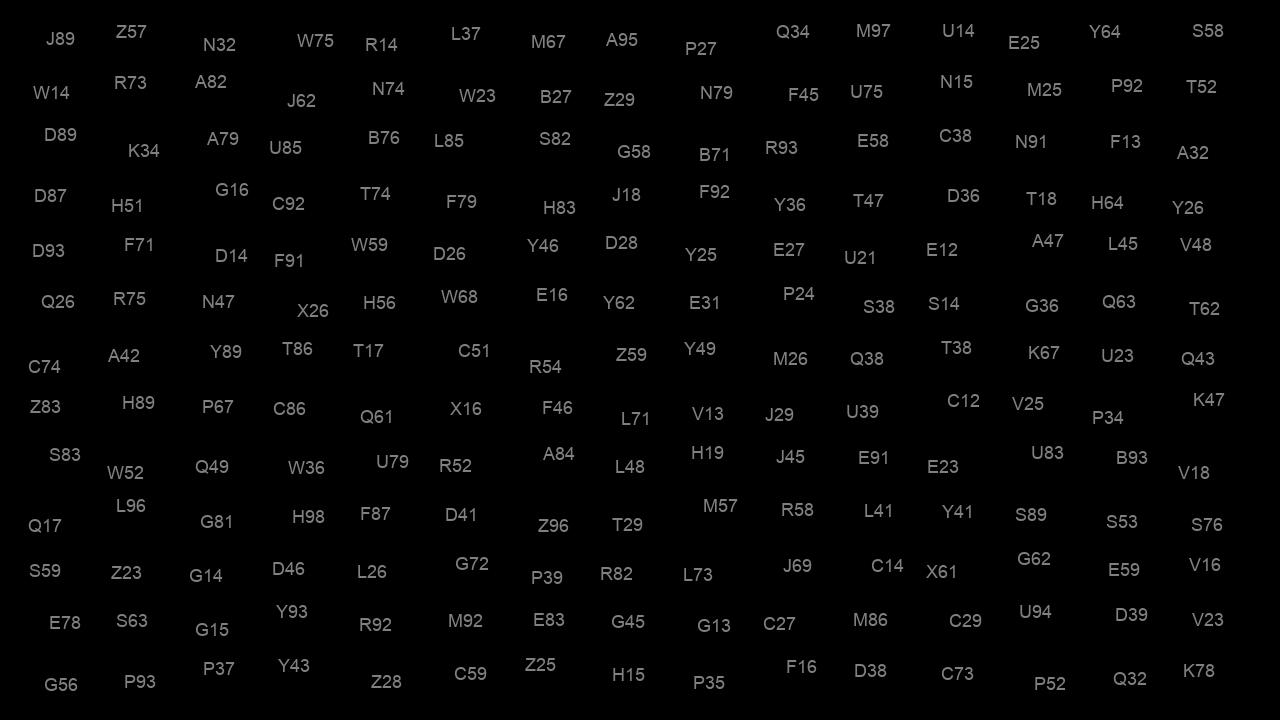 J89 Z57 N32 W75 R14 L37 M67 A95 P27 Q34 M97 U14 E25 Y64 S58
W14 R73 A82 J62 N74 W23 B27 Z29 N79 F45 U75 N15 M25 P92 T52
D89 K34 A79 U85 B76 L85 S82 G58 B71 R93 E58 C38 N91 F13 A32
D87 H51 G16 C92 T74 F79 H83 J18 F92 Y36 T47 D36 T18 H64 Y26
D93 F71 D14 F91 W59 D26 Y46 D28 Y25 E27 U21 E12 A47 L45 V48
Q26 R75 N47 X26 H56 W68 E16 Y62 E31 P24 S38 S14 G36 Q63 T62
C74 A42 Y89 T86 T17 C51 R54 Z59 Y49 M26 Q38 T38 K67 U23 Q43
Z83 H89 P67 C86 Q61 X16 F46 L71 V13 J29 U39 C12 V25 P34 K47
S83 W52 Q49 W36 U79 R52 A84 L48 H19 J45 E91 E23 U83 B93 V18
Q17 L96 G81 H98 F87 D41 Z96 T29 M57 R58 L41 Y41 S89 S53 S76
S59 Z23 G14 D46 L26 G72 P39 R82 L73 J69 C14 X61 G62 E59 V16
E78 S63 G15 Y93 R92 M92 E83 G45 G13 C27 M86 C29 U94 D39 V23
G56 P93 P37 Y43 Z28 C59 Z25 H15 P35 F16 D38 C73 P52 Q32 K78